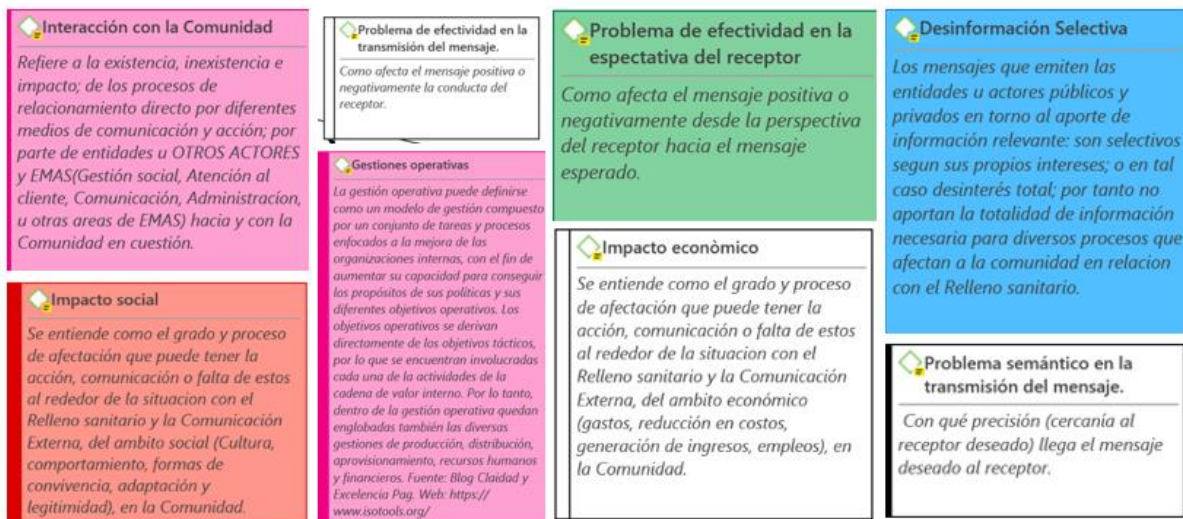 Interacción con la Comunidad
Refiere a la existencia, inexistencia e
impacto; de los procesos de
relacionamiento directo por diferentes
medios de comunicación y acción; por
parte de entidades u OTROS ACTORES
y EMAS(Gestión social, Atención al
cliente, Comunicación, Administracíon,
u otras areas de EMAS) hacia y con la
Comunidad en cuestión.
Impacto social
Se entiende como el grado y proceso
de afectación que puede tener la
acción, comunicación o falta de estos
al rededor de la situacion con el
Relleno sanitario y la Comunicación
Externa, del ambito social (Cultura,
comportamiento, formas de
convivencia, adaptación y
legitimidad), en la Comunidad.
Problema de efectividad en la
transmisión del mensaje.
Como afecta el mensaje positiva o
negativamente la conducta del
receptor.
Gestiones operativas
La gestión operativa puede definirse
como un modelo de gestión compuesto
por un conjunto de tareas y procesos
enfocados a la mejora de las
organizaciones internas, con el fin de
aumentar su capacidad para conseguir
los propósitos de sus políticas y sus
diferentes objetivos operativos. Los
objetivos operativos se derivan
directamente de los objetivos tácticos,
por lo que se encuentran involucradas
cada una de la actividades de la
cadena de valor interno. Por lo tanto,
dentro de la gestión operativa quedan
englobadas también las diversas
gestiones de producción, distribución,
aprovisionamiento, recursos humanos
y financieros. Fuente: Blog Claidad y
Excelencia Pag. Web: https://
www.isotools.org/
Problema de efectividad en la
espectativa del receptor
Como afecta el mensaje positiva o
negativamente desde la perspectiva
del receptor hacia el mensaje
esperado.
Impacto econòmico
Se entiende como el grado y proceso
de afectación que puede tener la
acción, comunicación o falta de estos
al rededor de la situacion con el
Relleno sanitario y la Comunicación
Externa, del ambito económico
(gastos, reducción en costos,
generación de ingresos, empleos), en
la Comunidad.
Desinformación Selectiva
Los mensajes que emiten las
entidades u actores públicos y
privados en torno al aporte de
información relevante: son selectivos
segun sus propios intereses; o en tal
caso desinterés total; por tanto no
aportan la totalidad de información
necesaria para diversos procesos que
afectan a la comunidad en relacion
con el Relleno sanitario.
Problema semántico en la
transmisión del mensaje.
Con qué precisión (cercanía al
receptor deseado) llega el mensaje
deseado al receptor.